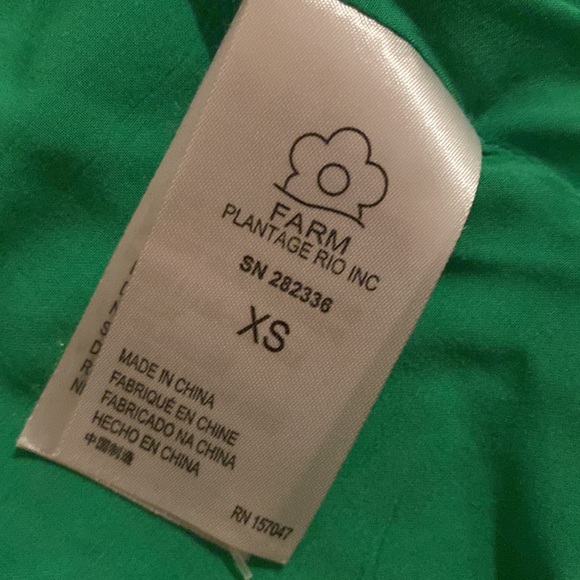 FARM
PLANTAGE RIO INC
SN 282336
XS
MADE IN CHINA
FABRIQUÉ EN CHINE
FABRICADO NA CHINA
HECHO EN CHINA
中国制造
RN 157047